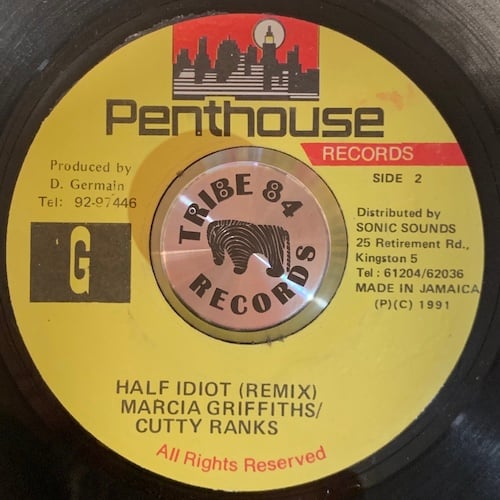 Penthouse
RECORDS
SIDE 2
Produced by
D. Germain
Tel: 92-97446
G
TRIBE 84
RECORDS
Distributed by
SONIC SOUNDS
25 Retirement Rd.,
Kingston 5
Tel: 61204/62036
MADE IN JAMAICA
(P)(C) 1991
HALF IDIOT (REMIX)
MARCIA GRIFFITHS/
CUTTY RANKS
All Rights Reserved